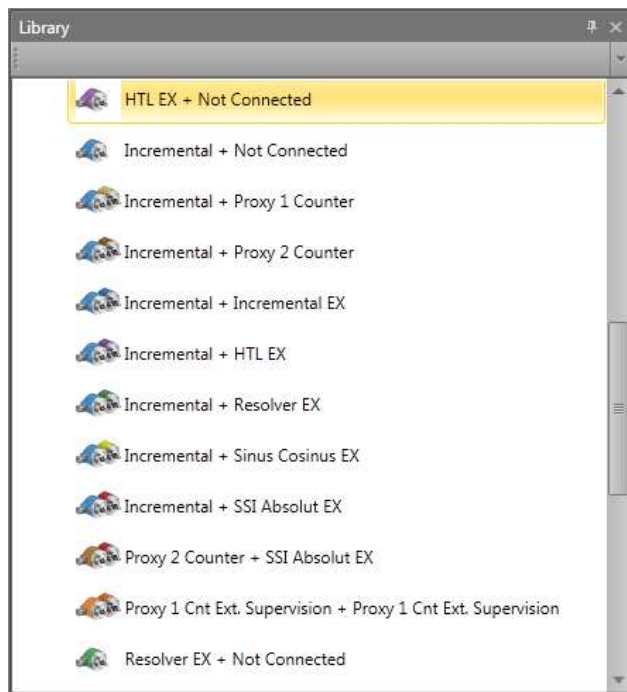 Library
HTL EX + Not Connected
Incremental + Not Connected
Incremental + Proxy 1 Counter
Incremental + Proxy 2 Counter
Incremental + Incremental EX
Incremental + HTL EX
Incremental + Resolver EX
Incremental + Sinus Cosinus EX
Incremental + SSI Absolut EX
Proxy 2 Counter + SSI Absolut EX
Proxy 1 Cnt Ext. Supervision + Proxy 1 Cnt Ext. Supervision
Resolver EX + Not Connected